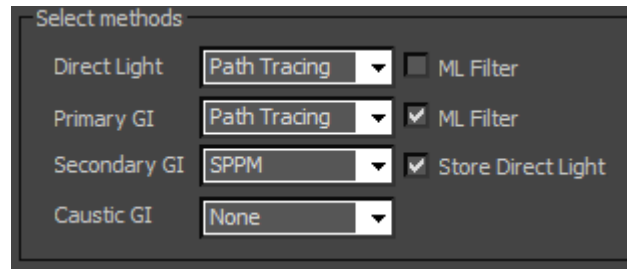 Select methods
Direct Light Path Tracing ML Filter
Primary GI Path Tracing ML Filter
Secondary GI SPPM Store Direct Light
Caustic GI None